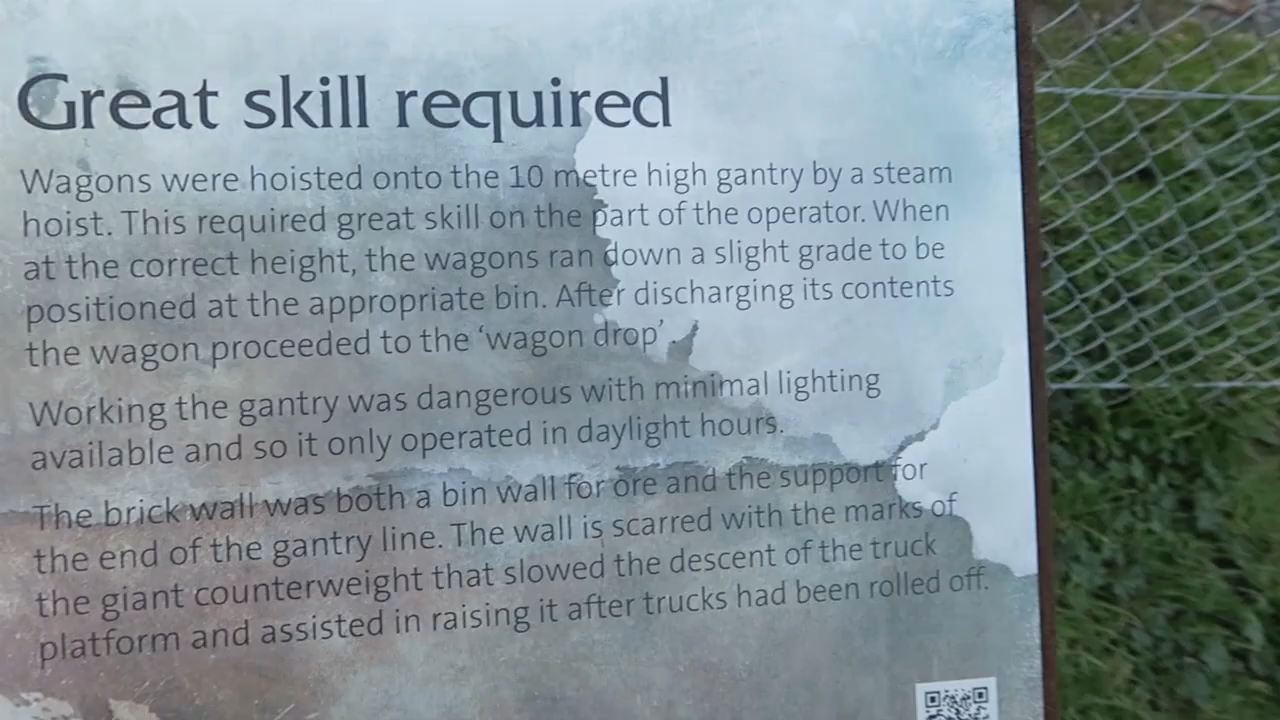 Great skill required
Wagons were hoisted onto the 10 metre high gantry by a steam
hoist. This required great skill on the part of the operator. When
at the correct height, the wagons ran down a slight grade to be
positioned at the appropriate bin. After discharging its contents
the wagon proceeded to the ‘wagon drop’ .
Working the gantry was dangerous with minimal lighting
available and so it only operated in daylight hours.
The brick wall was both a bin wall for ore and the support for
the end of the gantry line. The wall is scarred with the marks of
the giant counterweight that slowed the descent of the truck
platform and assisted in raising it after trucks had been rolled off.